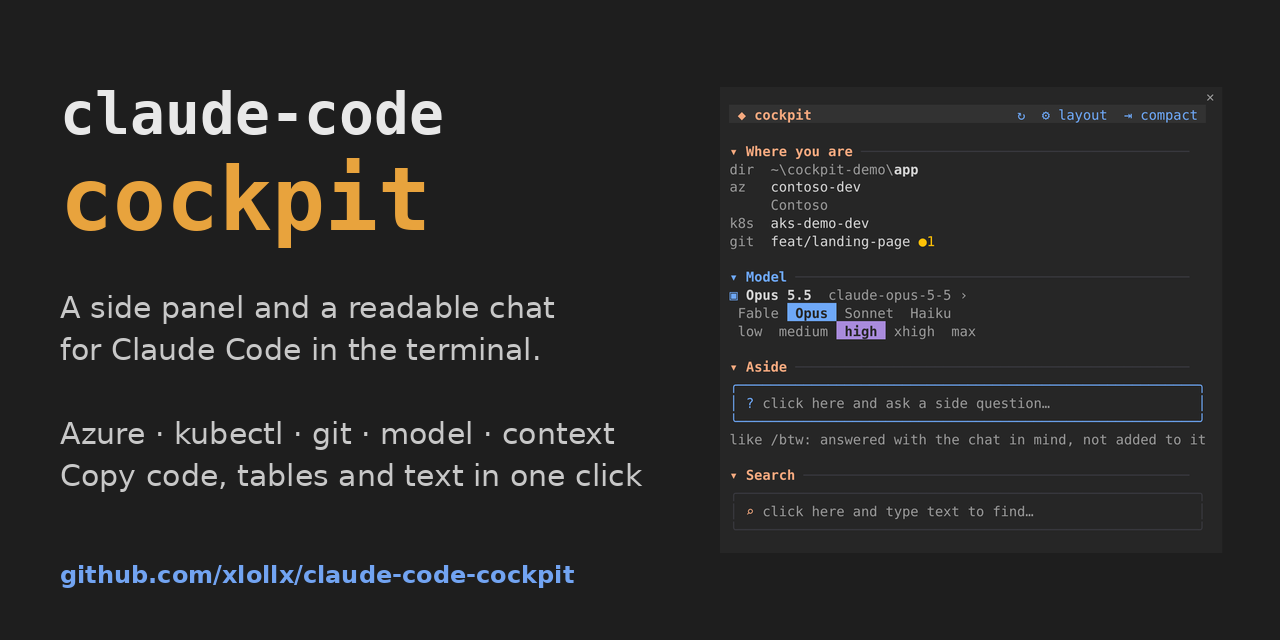 claude-code
cockpit
A side panel and a readable chat
for Claude Code in the terminal.
Azure · kubectl · git · model · context
Copy code, tables and text in one click
github.com/xlollx/claude-code-cockpit
×
◆ cockpit ↻ ⚙ layout ⇥ compact
▾ Where you are
dir ~\cockpit-demo\app
az contoso-dev
Contoso
k8s aks-demo-dev
git feat/landing-page ●1
▾ Model
▣ Opus 5.5 claude-opus-5-5 ›
Fable Opus Sonnet Haiku
low medium high xhigh max
▾ Aside
? click here and ask a side question…
like /btw: answered with the chat in mind, not added to it
▾ Search
⌕ click here and type text to find…